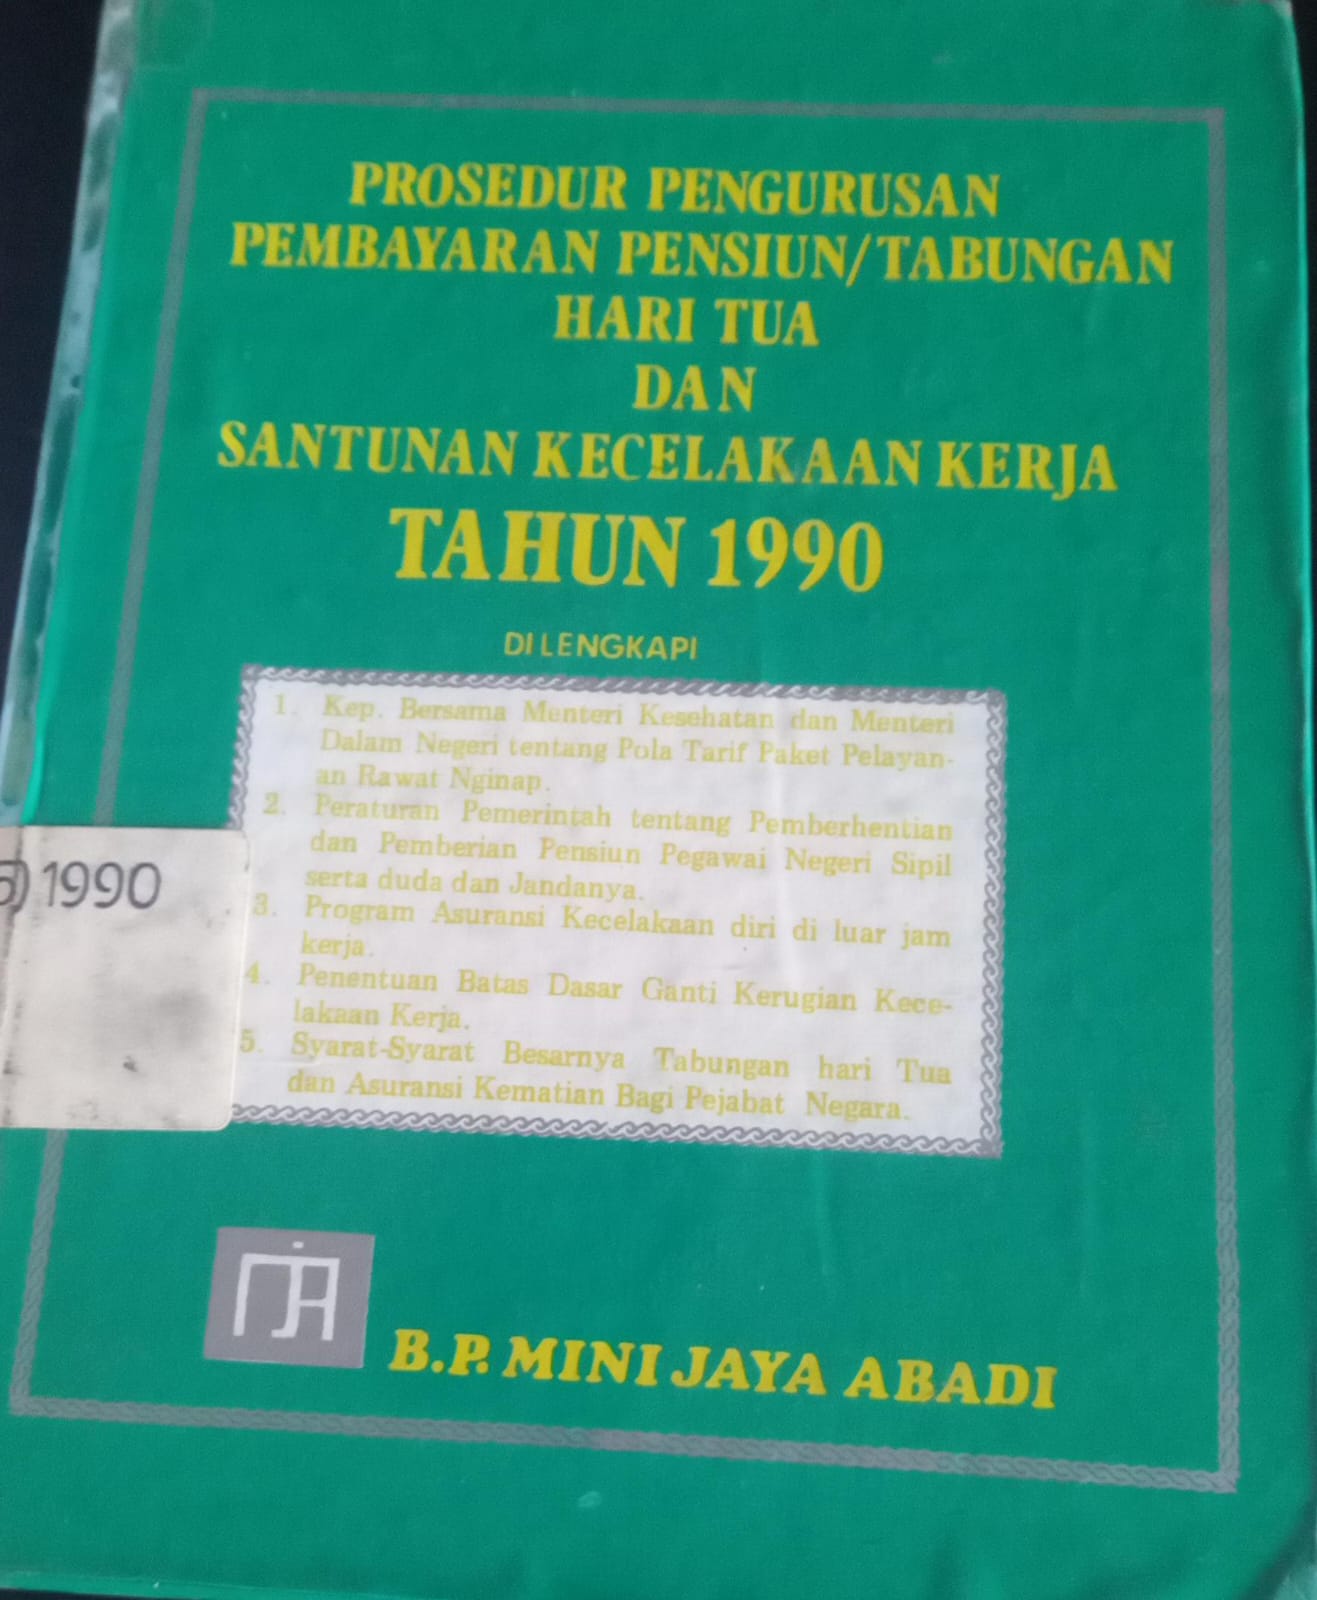 PROSEDUR PENGURUSAN
PEMBAYARAN PENSIUN/TABUNGAN
HARI TUA
DAN
SANTUNAN KECELAKAAN KERJA
TAHUN 1990
DILENGKAPI
1. Kep. Bersama Menteri Kesehatan dan Menteri
Dalam Negeri tentang Pola Tarif Paket Pelayan-
an Rawat Nginap.
2. Peraturan Pemerintah tentang Pemberhentian
dan Pemberian Pensiun Pegawai Negeri Sipil
serta duda dan Jandanya.
3. Program Asuransi Kecelakaan diri di luar jam
kerja.
4. Penentuan Batas Dasar Ganti Kerugian Kece-
lakaan Kerja.
5. Syarat-Syarat Besarnya Tabungan hari Tua
dan Asuransi Kematian Bagi Pejabat Negara.
1990
B.P. MINI JAYA ABADI